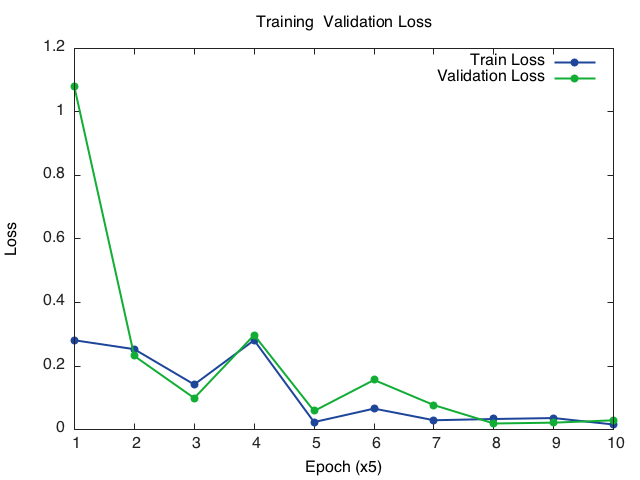 Training  Validation Loss
Train Loss
Validation Loss
1.2
1
0.8
0.6
0.4
0.2
0
Loss
1 2 3 4 5 6 7 8 9 10
Epoch (x5)